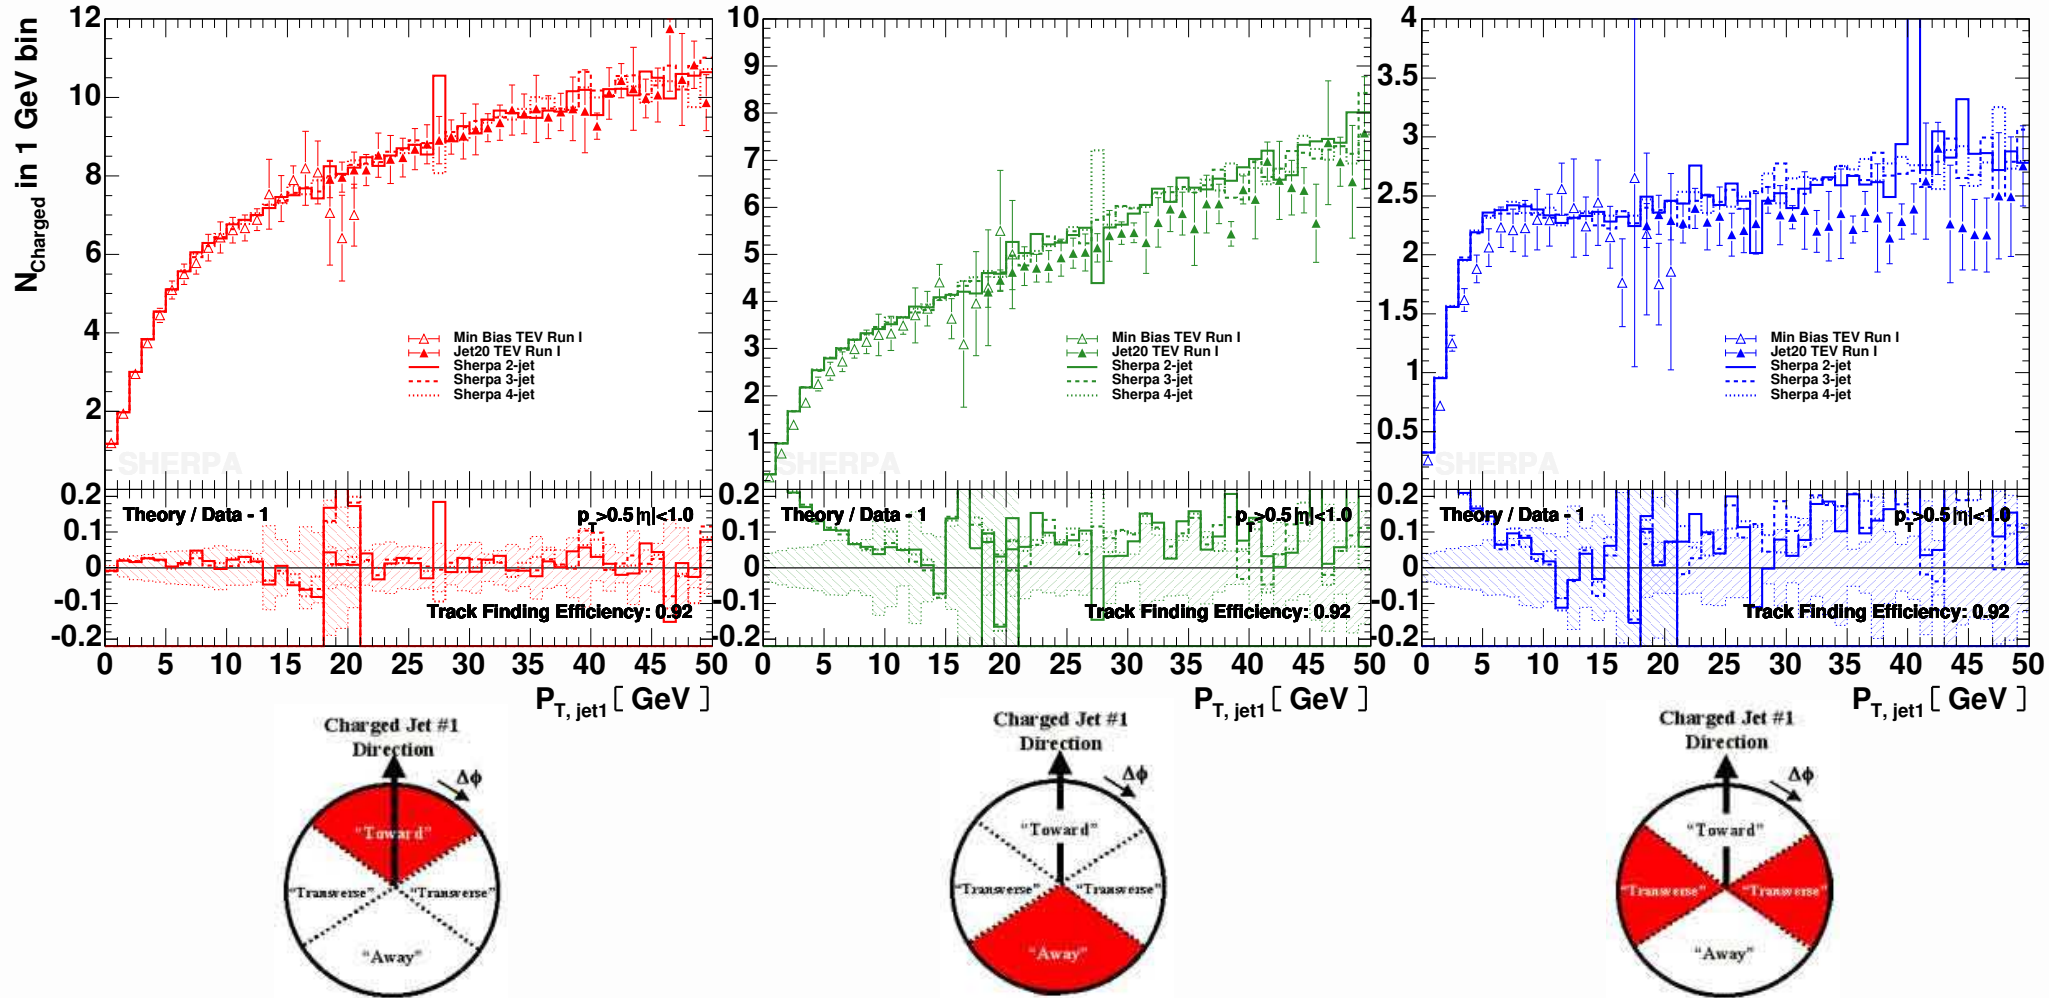 N_Charged in 1 GeV bin
12
10
8
6
4
2
Min Bias TEV Run I
Jet20 TEV Run I
Sherpa 2-jet
Sherpa 3-jet
Sherpa 4-jet
SHERPA
0.2
0.1
0
-0.1
-0.2
Theory / Data - 1
p_T>0.5 |η|<1.0
Track Finding Efficiency: 0.92
0 5 10 15 20 25 30 35 40 45 50
P_T, jet1 [ GeV ]
10
9
8
7
6
5
4
3
2
1
Min Bias TEV Run I
Jet20 TEV Run I
Sherpa 2-jet
Sherpa 3-jet
Sherpa 4-jet
SHERPA
0.2
0.1
0
-0.1
-0.2
Theory / Data - 1
p_T>0.5 |η|<1.0
Track Finding Efficiency: 0.92
0 5 10 15 20 25 30 35 40 45 50
P_T, jet1 [ GeV ]
4
3.5
3
2.5
2
1.5
1
0.5
Min Bias TEV Run I
Jet20 TEV Run I
Sherpa 2-jet
Sherpa 3-jet
Sherpa 4-jet
SHERPA
0.2
0.1
0
-0.1
-0.2
Theory / Data - 1
p_T>0.5 |η|<1.0
Track Finding Efficiency: 0.92
0 5 10 15 20 25 30 35 40 45 50
P_T, jet1 [ GeV ]
Charged Jet #1
Direction
Δϕ
“Toward”
“Transverse” “Transverse”
“Away”
Charged Jet #1
Direction
Δϕ
“Toward”
“Transverse” “Transverse”
“Away”
Charged Jet #1
Direction
Δϕ
“Toward”
“Transverse” “Transverse”
“Away”